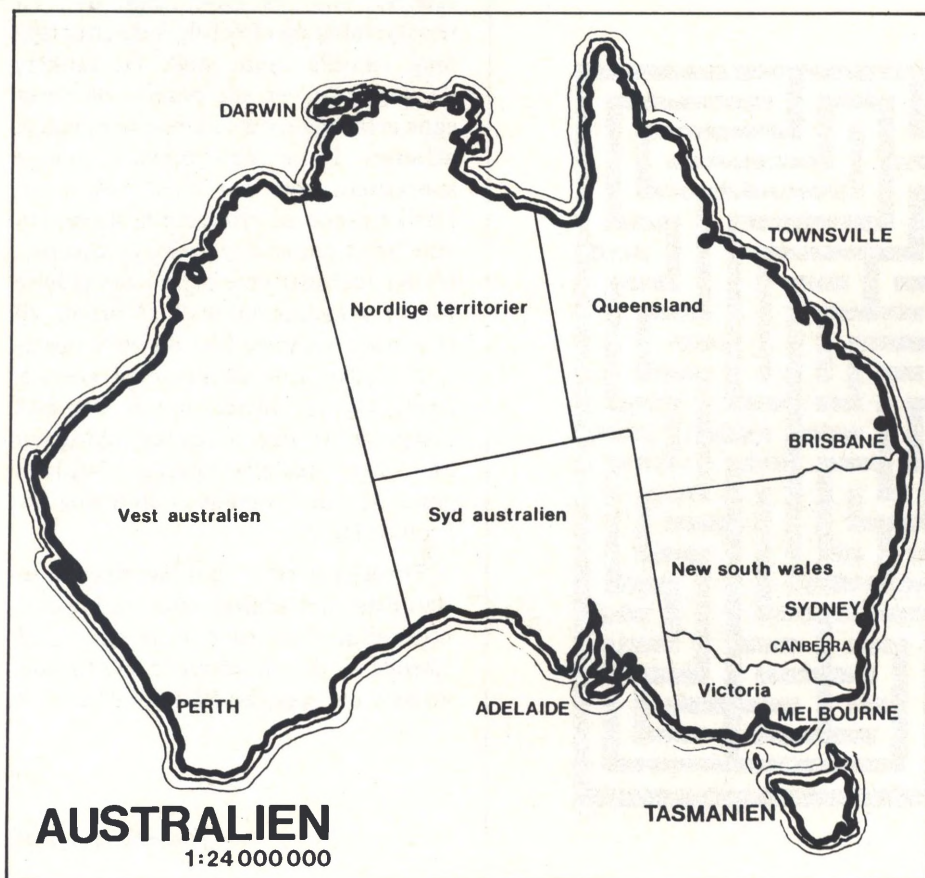 DARWIN
TOWNSVILLE
Nordlige territorier
Queensland
BRISBANE
Vest australien
Syd australien
New south wales
SYDNEY
CANBERRA
Victoria
PERTH
ADELAIDE
MELBOURNE
TASMANIEN
AUSTRALIEN
1:24 000 000